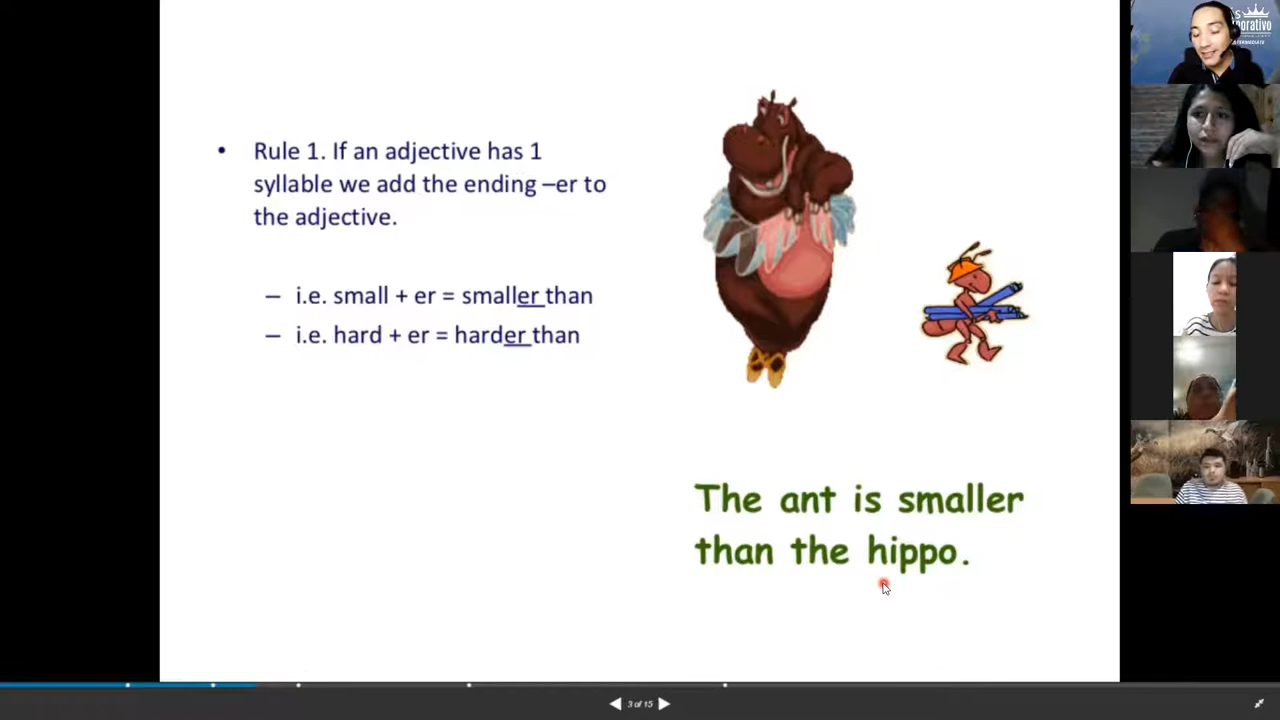 • Rule 1. If an adjective has 1
syllable we add the ending –er to
the adjective.
– i.e. small + er = smaller than
– i.e. hard + er = harder than
The ant is smaller
than the hippo.
3 of 15